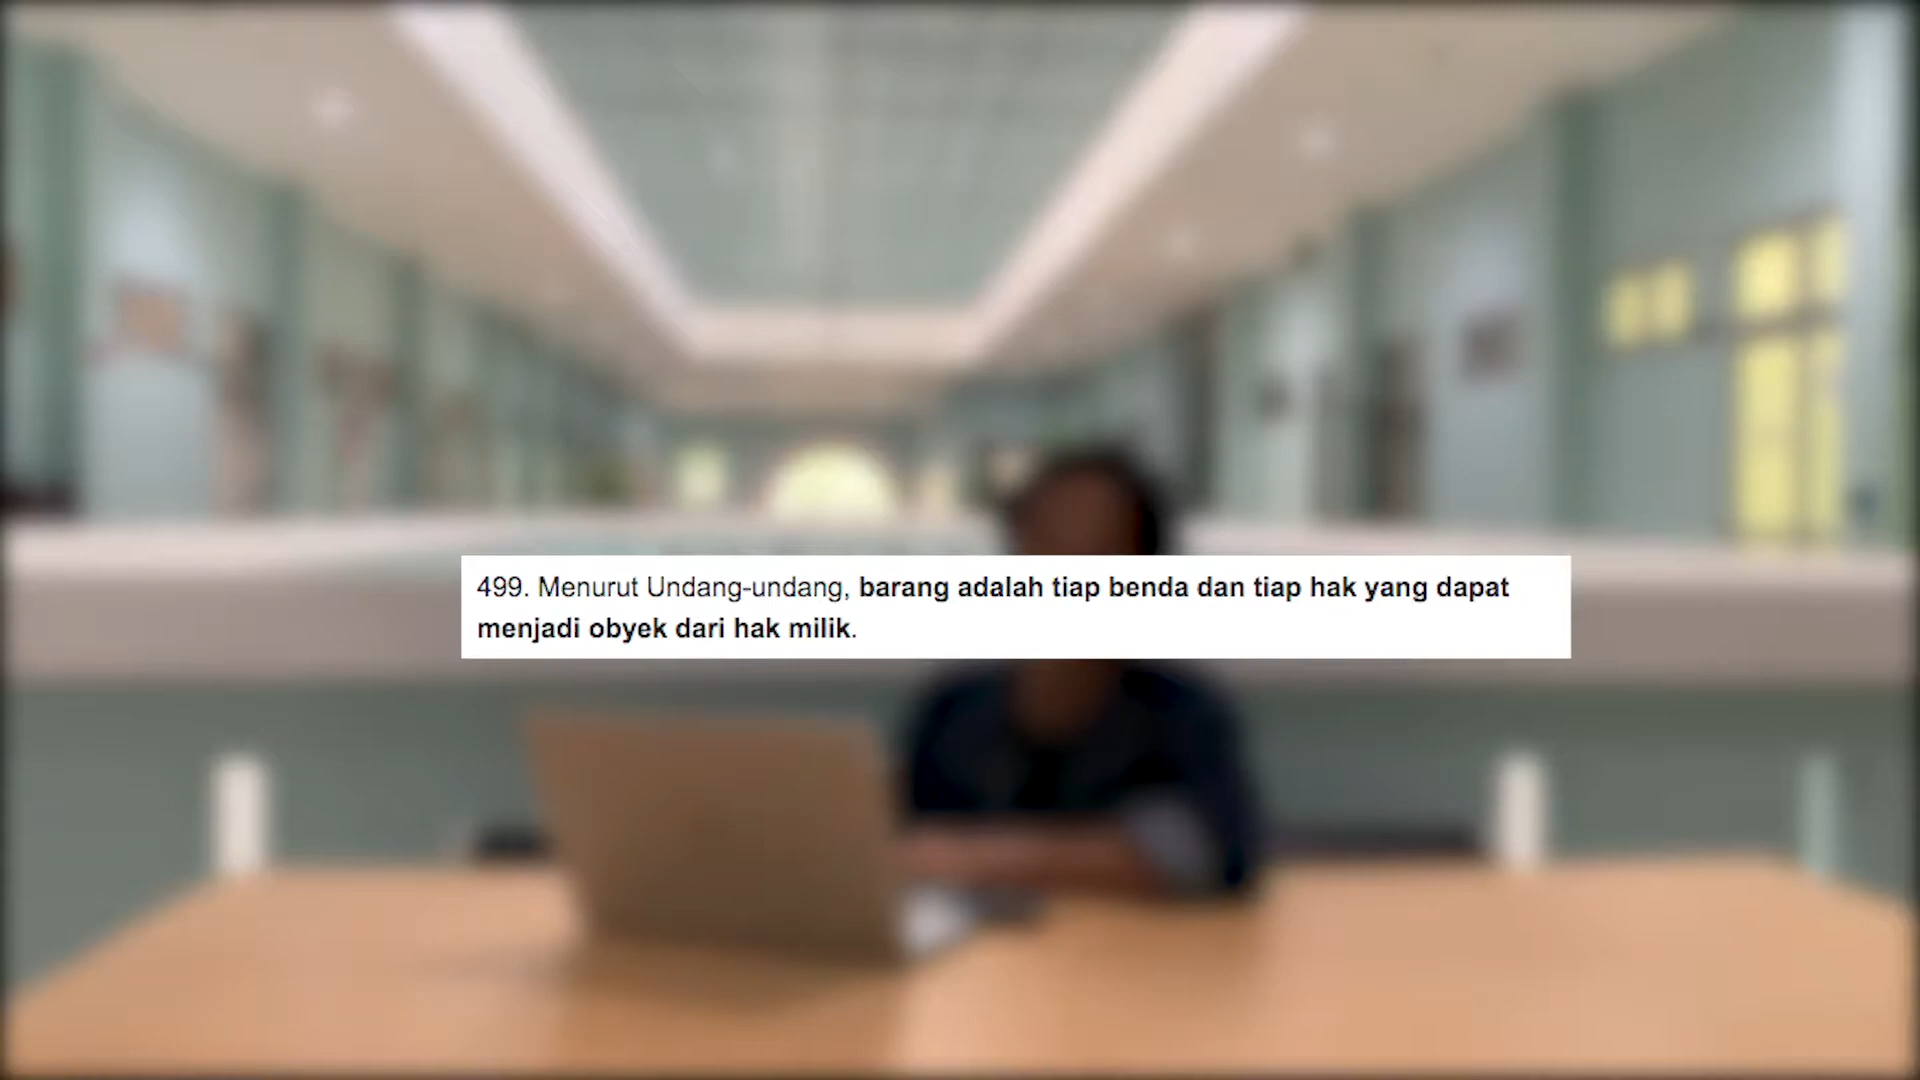 499. Menurut Undang-undang, barang adalah tiap benda dan tiap hak yang dapat
menjadi obyek dari hak milik.